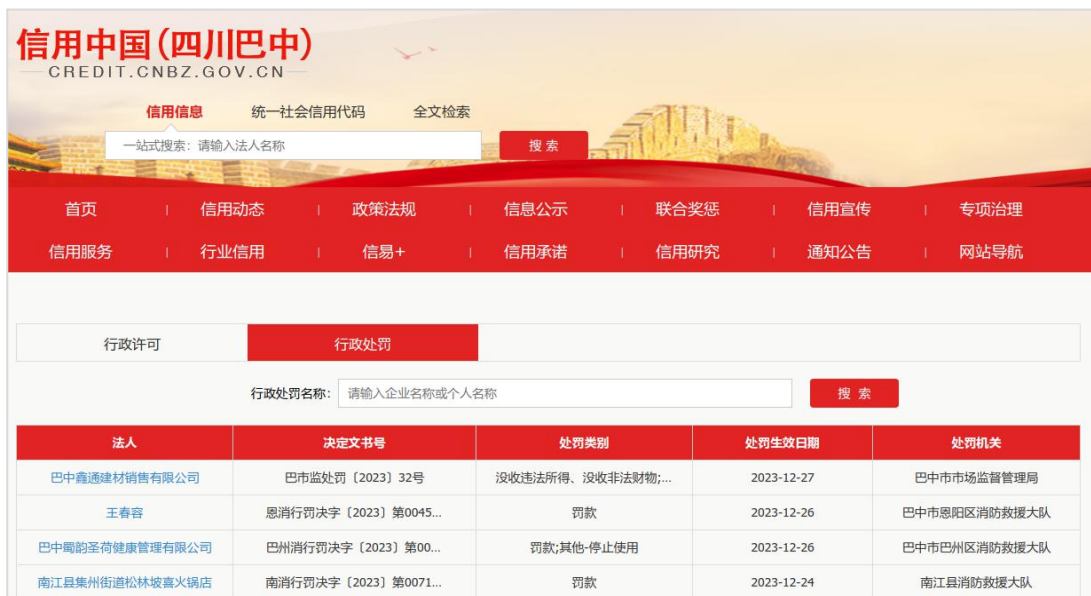 信用中国(四川巴中)
CREDIT.CNBZ.GOV.CN
信用信息 统一社会信用代码 全文检索
一站式搜索：请输入法人名称 搜 索
首页 | 信用动态 | 政策法规 | 信息公示 | 联合奖惩 | 信用宣传 | 专项治理
信用服务 | 行业信用 | 信易+ | 信用承诺 | 信用研究 | 通知公告 | 网站导航
行政许可 行政处罚
行政处罚名称： 请输入企业名称或个人名称 搜 索
法人 决定文书号 处罚类别 处罚生效日期 处罚机关
巴中鑫通建材销售有限公司 巴市监处罚〔2023〕32号 没收违法所得、没收非法财物;... 2023-12-27 巴中市市场监督管理局
王春容 恩消行罚决字〔2023〕第0045... 罚款 2023-12-26 巴中市恩阳区消防救援大队
巴中蜀韵圣荷健康管理有限公司 巴州消行罚决字〔2023〕第00... 罚款;其他-停止使用 2023-12-26 巴中市巴州区消防救援大队
南江县集州街道松林坡喜火锅店 南消行罚决字〔2023〕第0071... 罚款 2023-12-24 南江县消防救援大队